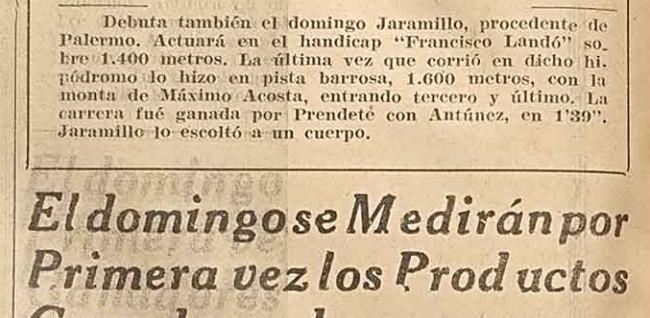 Debuta también el domingo Jaramillo, procedente de
Palermo. Actuará en el handicap "Francisco Landó" so-
bre 1.400 metros. La última vez que corrió en dicho hi-
pódromo lo hizo en pista barrosa, 1.600 metros, con la
monta de Máximo Acosta, entrando tercero y último. La
carrera fué ganada por Prendeté con Antúnez, en 1'39".
Jaramillo lo escoltó a un cuerpo.
El domingo se Medirán por
Primera vez los Productos